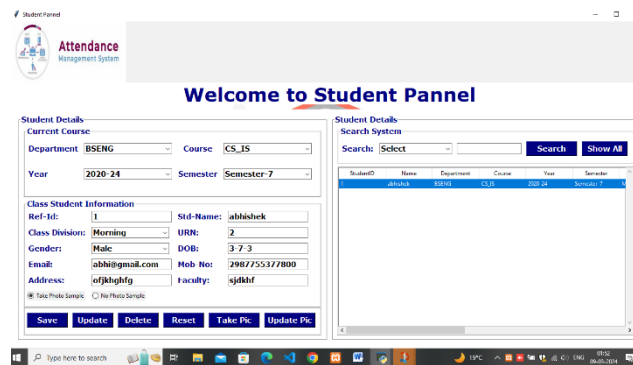 Student Pannel
Attendance
Management System
Welcome to Student Pannel
Student Details
Current Course
Department BSENG Course CS_IS
Year 2020-24 Semester Semester-7
Class Student Information
Ref-Id: 1 Std-Name: abhishek
Class Division: Morning URN: 2
Gender: Male DOB: 3-7-3
Email: abhi@gmail.com Mob No: 2987755377800
Address: ofjkhghfg Faculty: sjdkhf
Take Photo Sample No Photo Sample
Save Update Delete Reset Take Pic Update Pic
Student Details
Search System
Search: Select Search Show All
StudentID Name Department Course Year Semester
1 abhishek BSENG CS_IS 2020-24 Semester-7 M
Type here to search 19°C ENG 01:52
09-03-2024